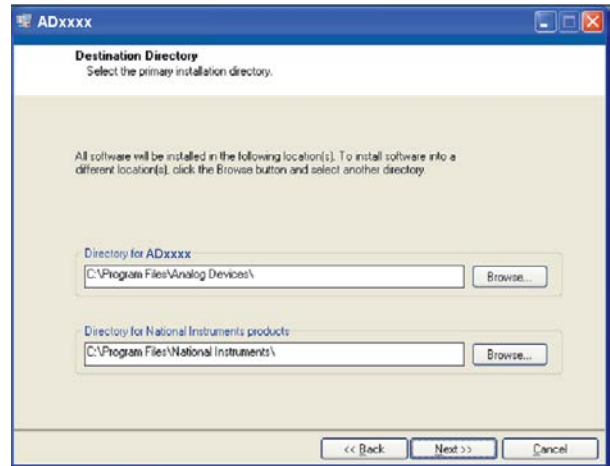 ADxxxx
Destination Directory
Select the primary installation directory.
All software will be installed in the following location(s). To install software into a
different location(s), click the Browse button and select another directory.
Directory for ADxxxx
C:\Program Files\Analog Devices\
Browse...
Directory for National Instruments products
C:\Program Files\National Instruments\
Browse...
<< Back
Next >>
Cancel